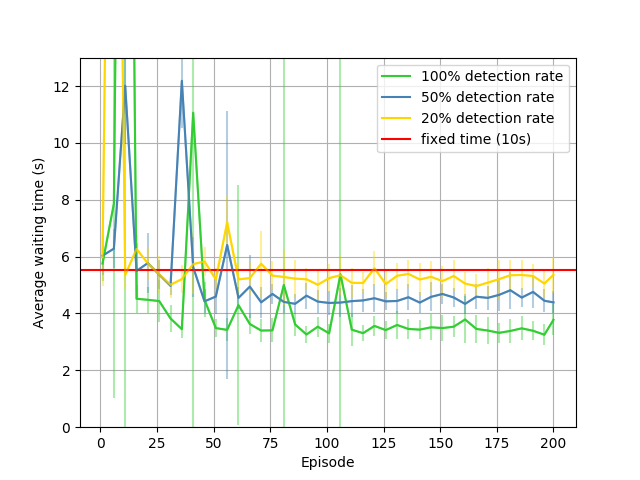 12
10
8
6
4
2
0
0
25
50
75
100
125
150
175
200
Average waiting time (s)
Episode
100% detection rate
50% detection rate
20% detection rate
fixed time (10s)